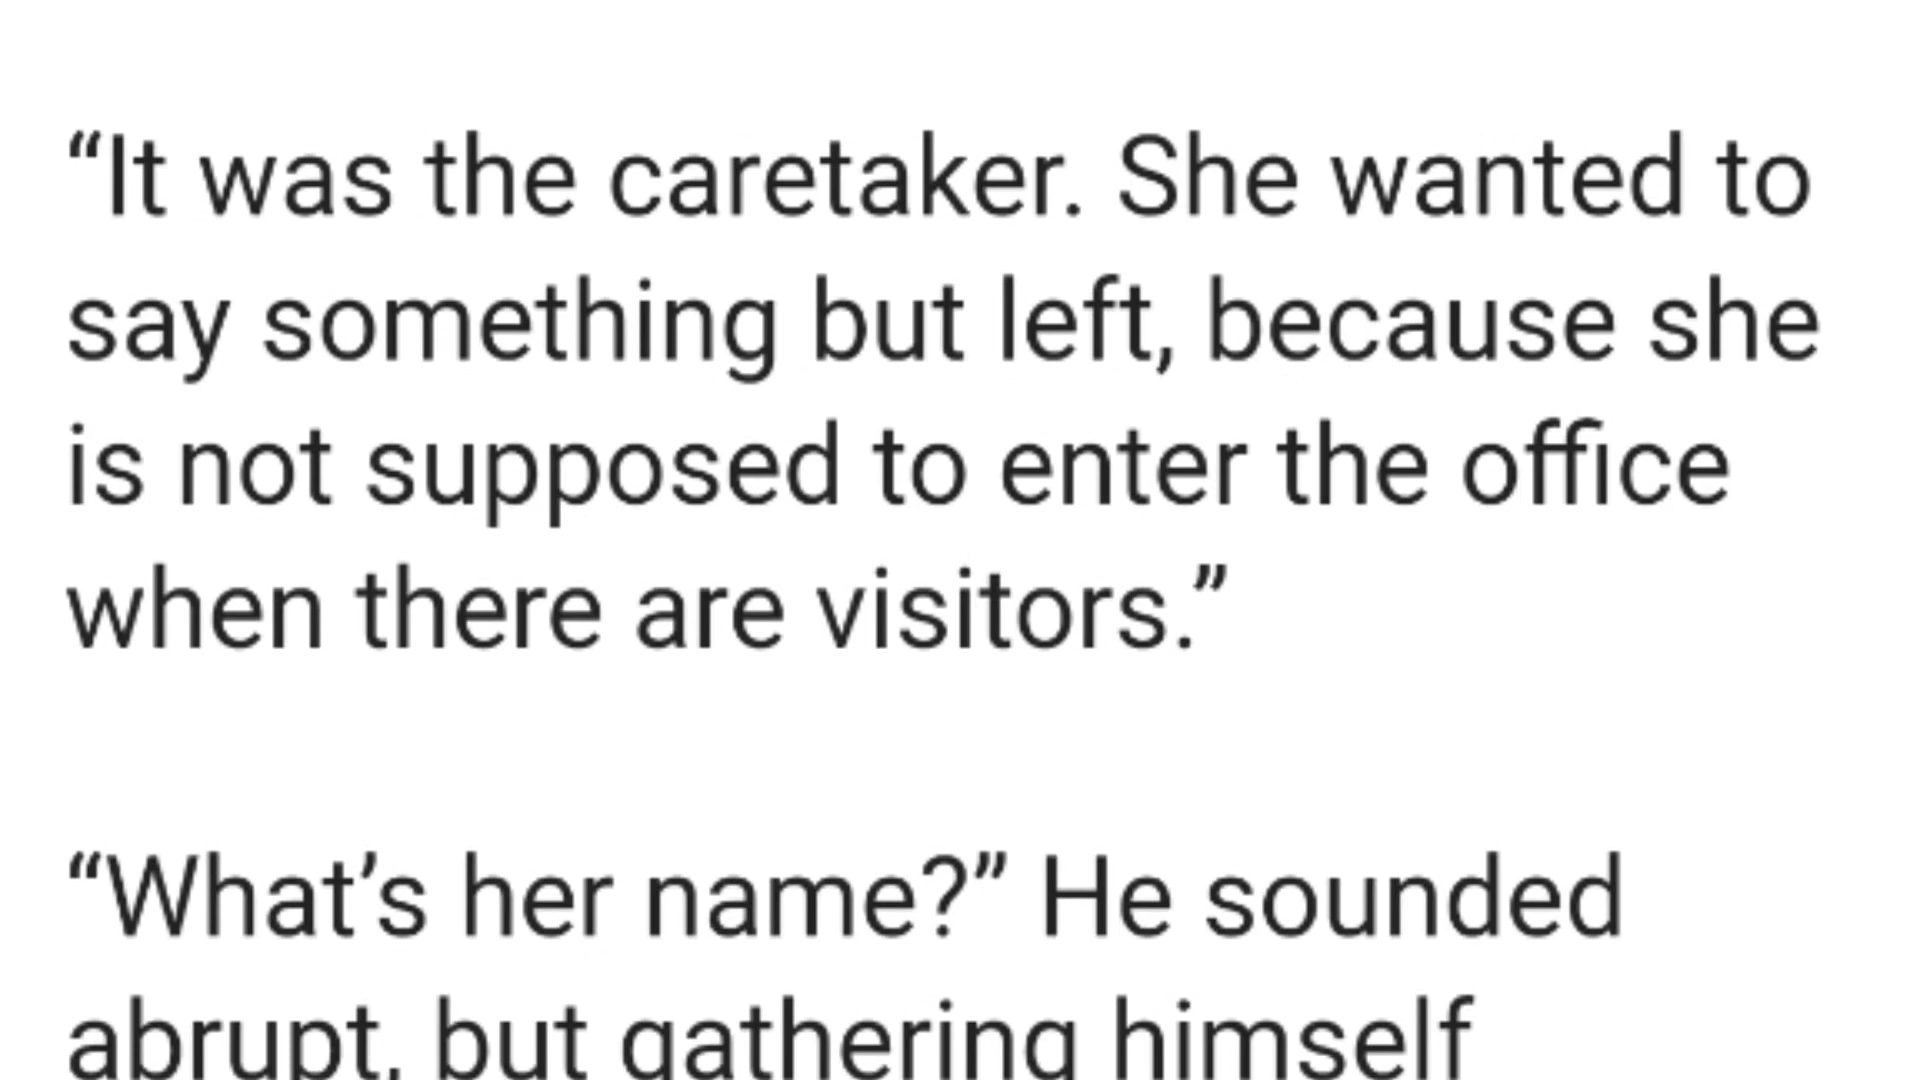 “It was the caretaker. She wanted to
say something but left, because she
is not supposed to enter the office
when there are visitors.”
“What’s her name?” He sounded
abrupt, but gathering himself